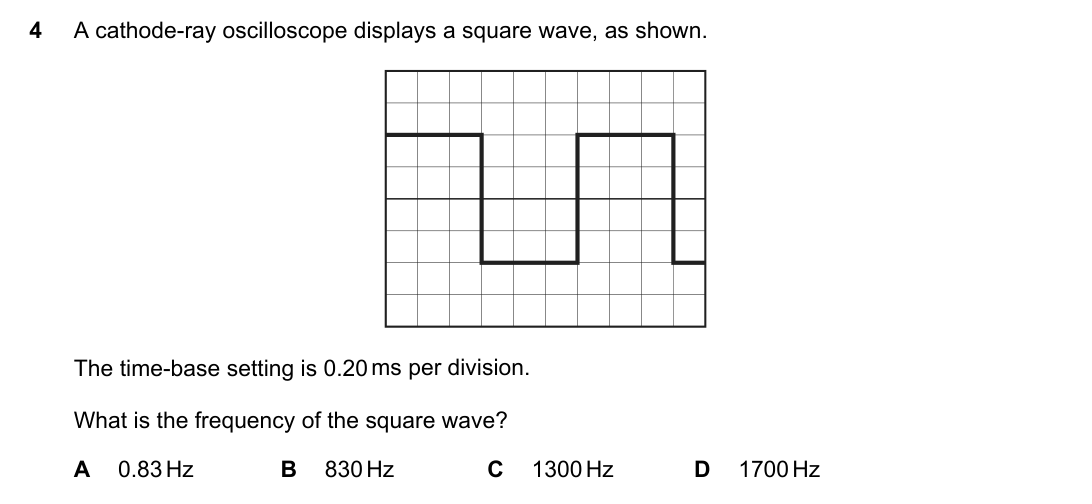 4 A cathode-ray oscilloscope displays a square wave, as shown.
The time-base setting is 0.20 ms per division.
What is the frequency of the square wave?
A 0.83 Hz B 830 Hz C 1300 Hz D 1700 Hz